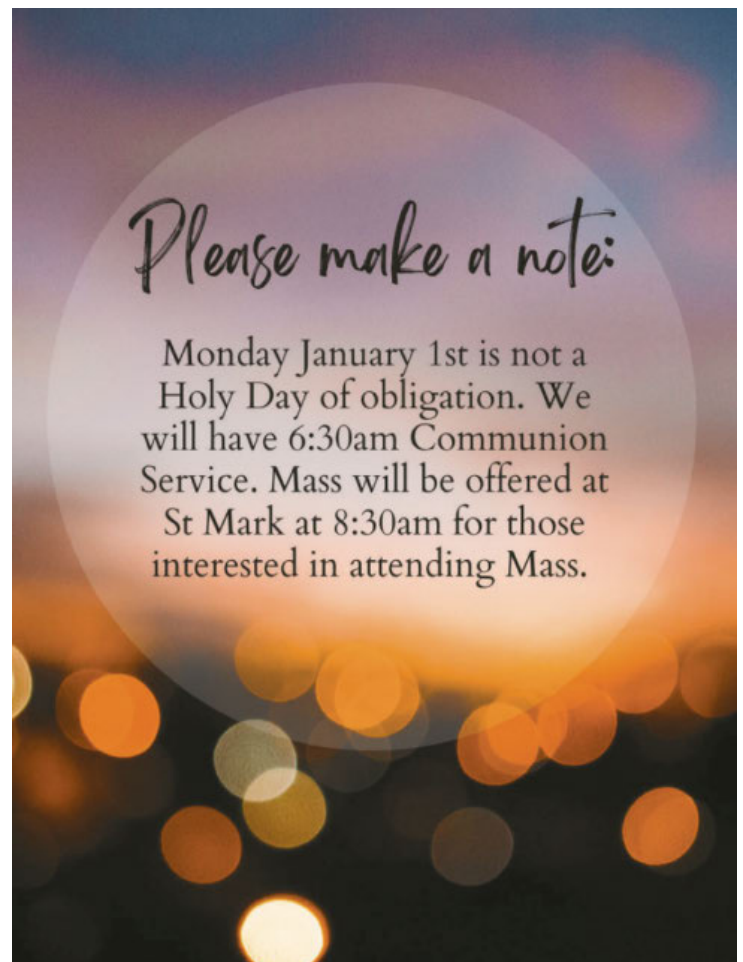 Please make a note:
Monday January 1st is not a
Holy Day of obligation. We
will have 6:30am Communion
Service. Mass will be offered at
St Mark at 8:30am for those
interested in attending Mass.